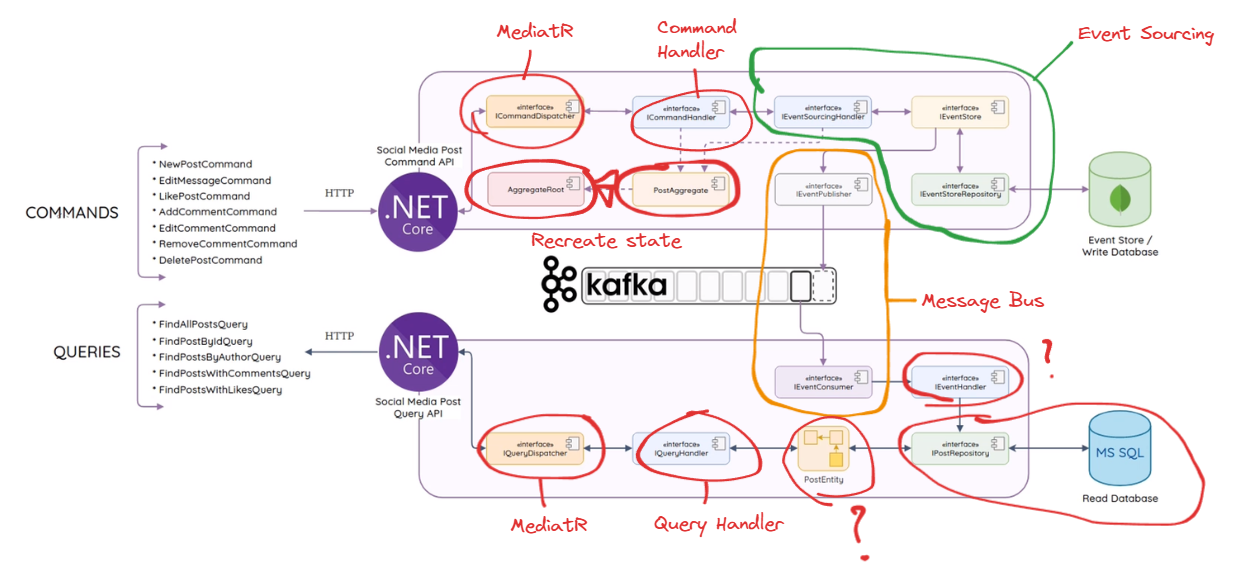 MediatR
Command
Handler
Event Sourcing
«interface»
ICommandDispatcher
«interface»
ICommandHandler
«interface»
IEventSourcingHandler
«interface»
IEventStore
Social Media Post
Command API
COMMANDS
• NewPostCommand
• EditMessageCommand
• LikePostCommand
• AddCommentCommand
• EditCommentCommand
• RemoveCommentCommand
• DeletePostCommand
HTTP
.NET
Core
AggregateRoot
PostAggregate
«interface»
IEventPublisher
«interface»
IEventStoreRepository
Event Store /
Write Database
Recreate state
kafka
Message Bus
QUERIES
• FindAllPostsQuery
• FindPostByIdQuery
• FindPostsByAuthorQuery
• FindPostsWithCommentsQuery
• FindPostsWithLikesQuery
HTTP
.NET
Core
Social Media Post
Query API
«interface»
IEventConsumer
«interface»
IEventHandler
?
«interface»
IQueryDispatcher
«interface»
IQueryHandler
PostEntity
«interface»
IPostRepository
MS SQL
Read Database
MediatR
Query Handler
?